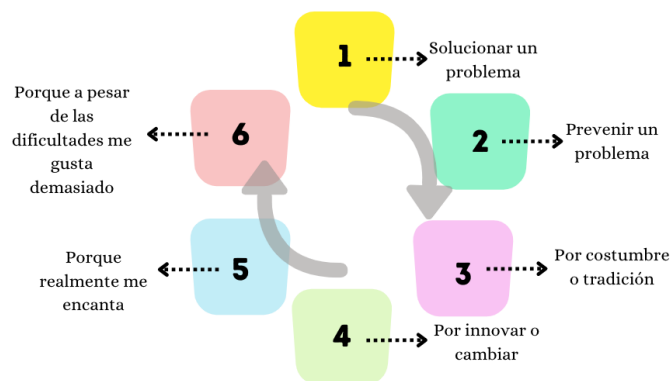 1
Solucionar un
problema
2
Prevenir un
problema
3
Por costumbre
o tradición
4
Por innovar o
cambiar
5
Porque
realmente me
encanta
6
Porque a pesar
de las
dificultades me
gusta
demasiado